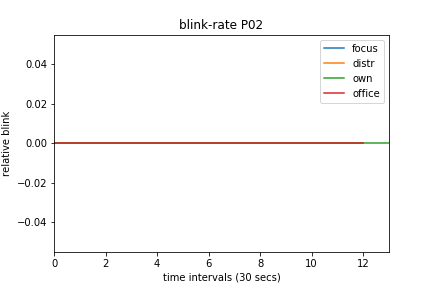 blink-rate P02
focus
distr
own
office
0.04
0.02
0.00
−0.02
−0.04
relative blink
0 2 4 6 8 10 12
time intervals (30 secs)